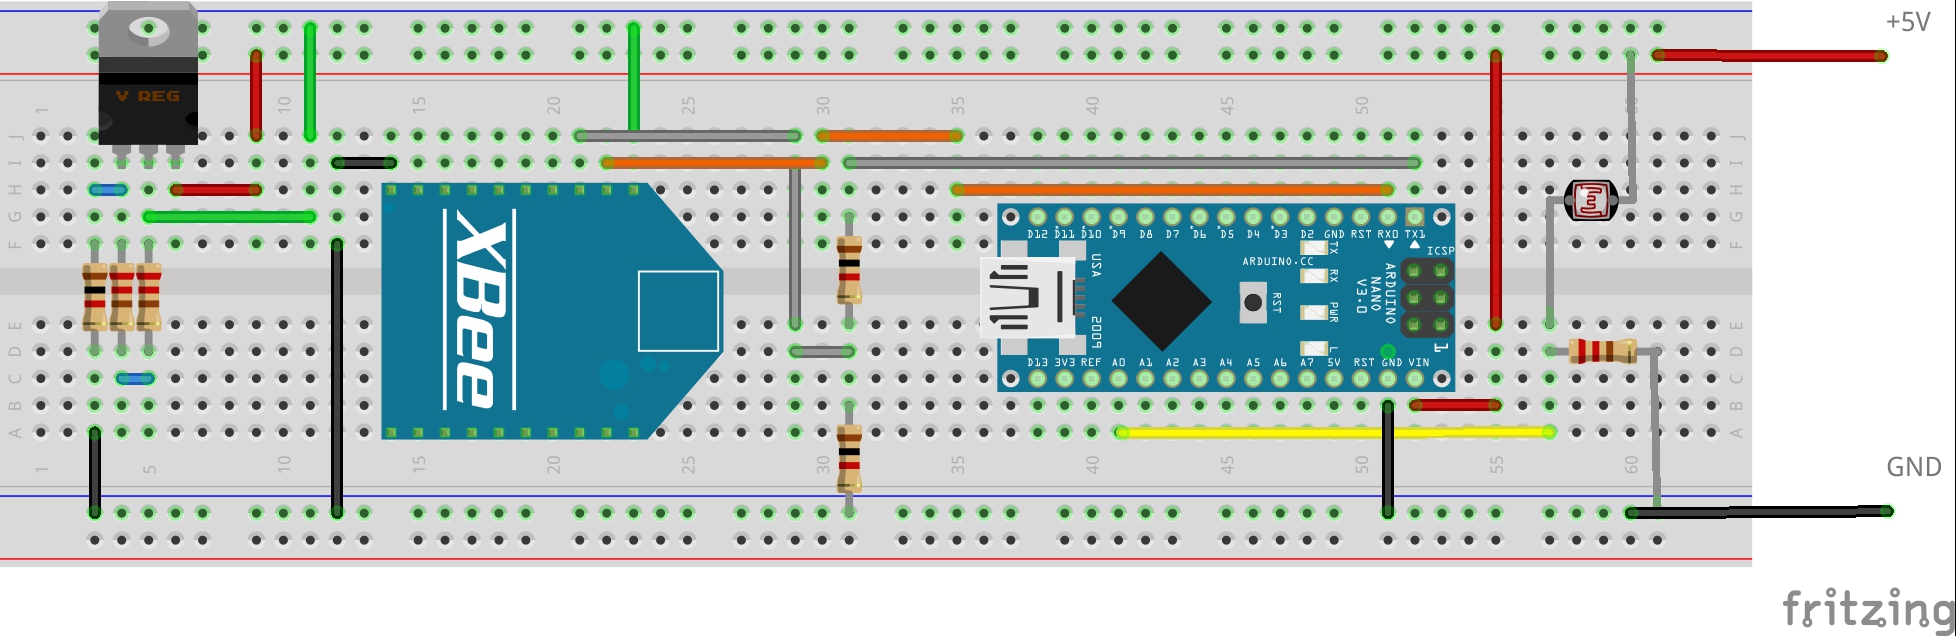 +5V
V REG
1 5 10 15 20 25 30 35 40 45 50 55 60
J J
I I
H H
G G
F F
D12 D11 D10 D9 D8 D7 D6 D5 D4 D3 D2 GND RST RX0 TX1
XBee
USA
ARDUINO.CC
TX
RX
PWR
L
RST
ARDUINO
NANO
V3.0
ICSP
1
E E
D D
C C
B B
A A
D13 3V3 REF A0 A1 A2 A3 A4 A5 A6 A7 5V RST GND VIN
1 5 10 15 20 25 30 35 40 45 50 55 60
GND
fritzing